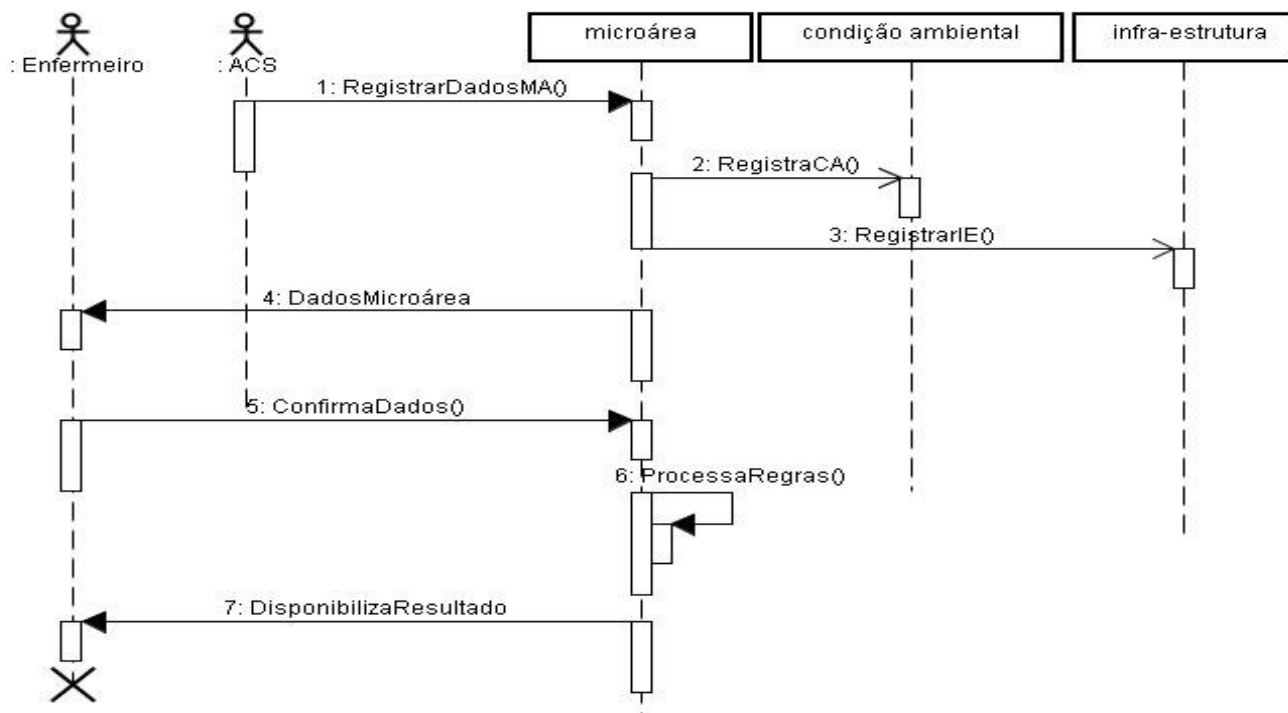 : Enfermeiro
: ACS
microárea
condição ambiental
infra-estrutura
1: RegistrarDadosMA()
2: RegistraCA()
3: RegistrarIE()
4: DadosMicroárea
5: ConfirmaDados()
6: ProcessaRegras()
7: DisponibilizaResultado